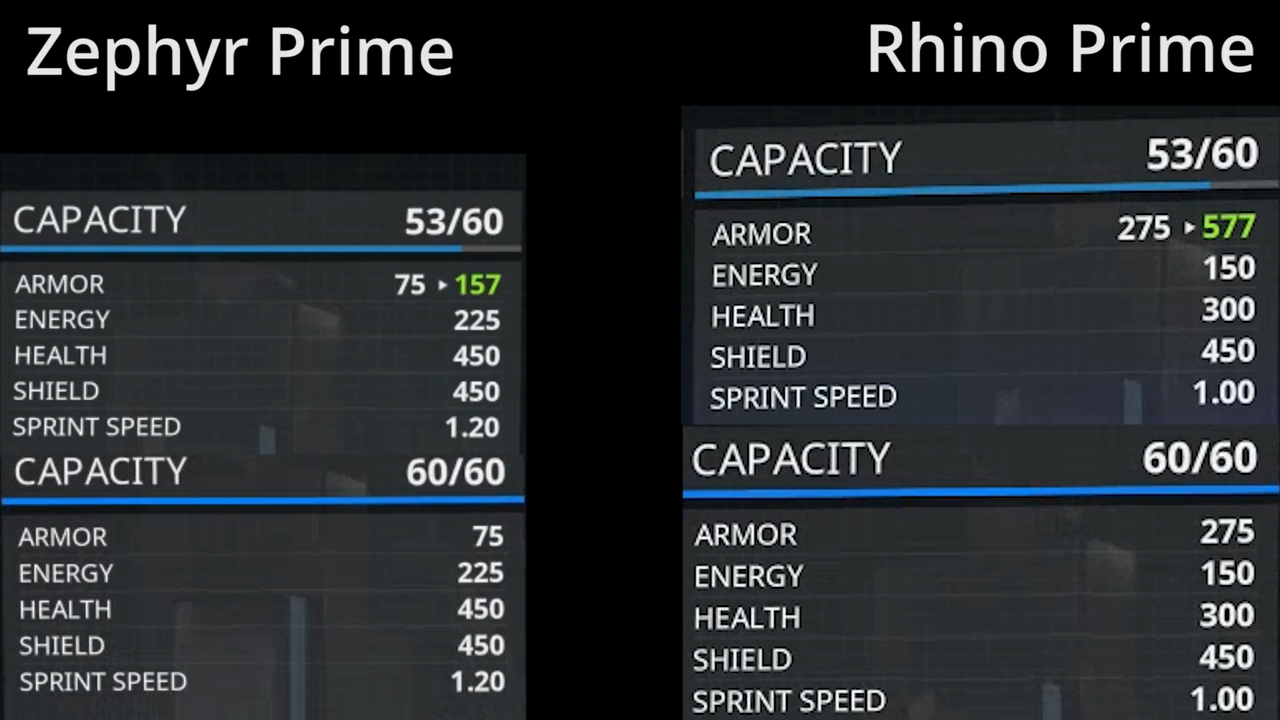 Zephyr Prime
CAPACITY 53/60
ARMOR 75 ▸ 157
ENERGY 225
HEALTH 450
SHIELD 450
SPRINT SPEED 1.20
CAPACITY 60/60
ARMOR 75
ENERGY 225
HEALTH 450
SHIELD 450
SPRINT SPEED 1.20
Rhino Prime
CAPACITY 53/60
ARMOR 275 ▸ 577
ENERGY 150
HEALTH 300
SHIELD 450
SPRINT SPEED 1.00
CAPACITY 60/60
ARMOR 275
ENERGY 150
HEALTH 300
SHIELD 450
SPRINT SPEED 1.00